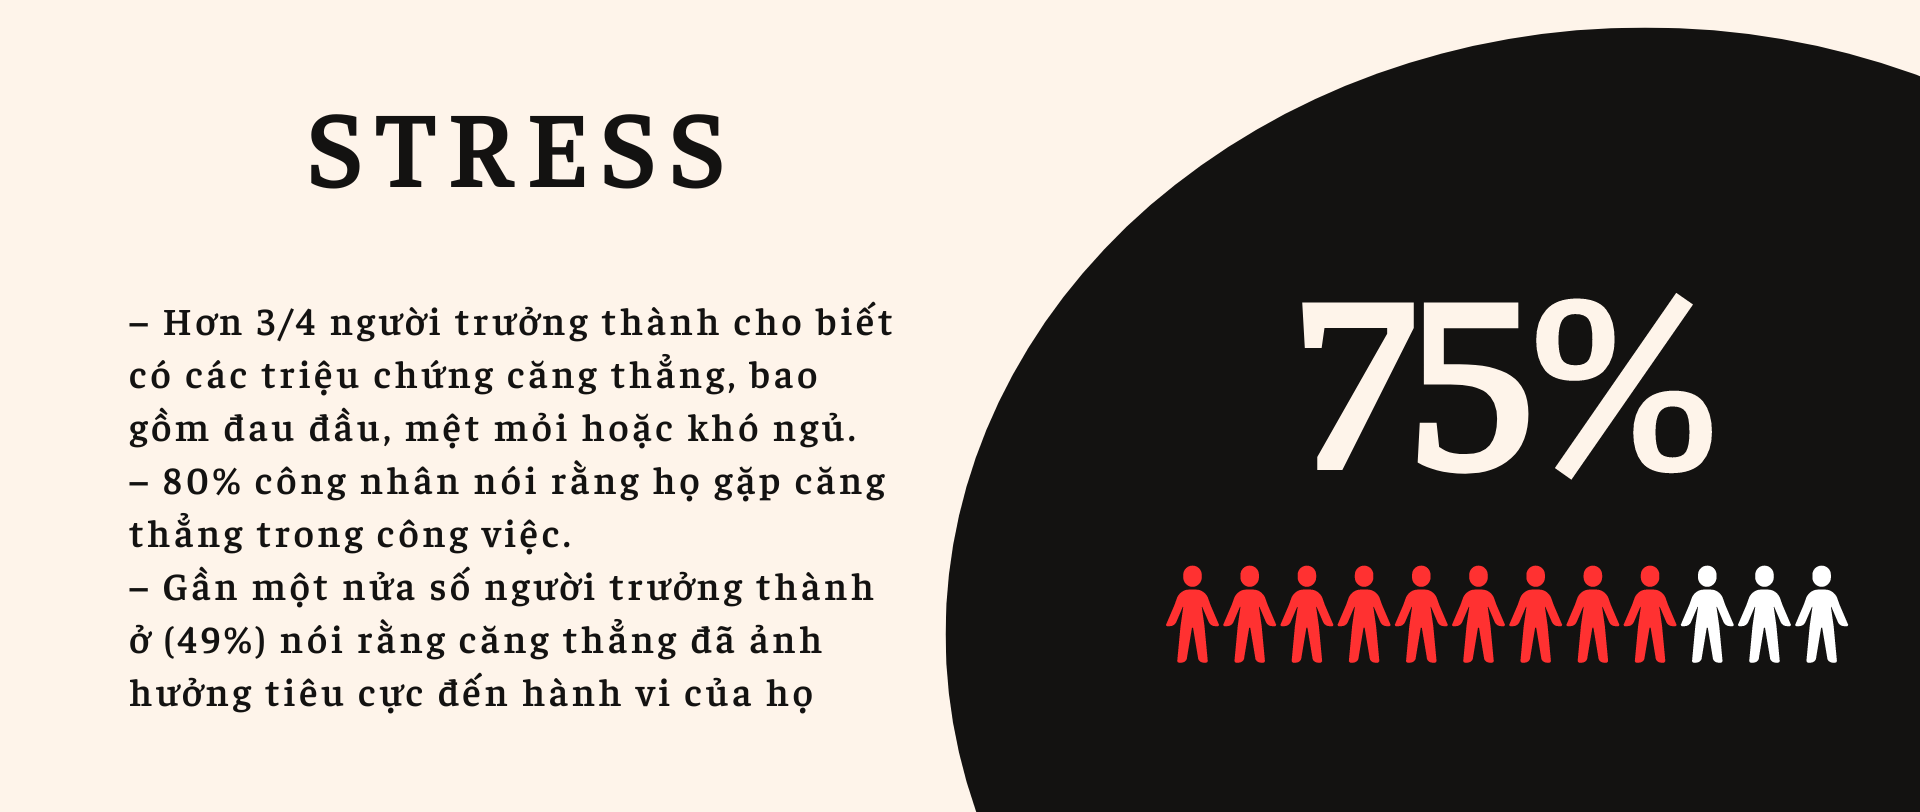 STRESS
– Hơn 3/4 người trưởng thành cho biết
có các triệu chứng căng thẳng, bao
gồm đau đầu, mệt mỏi hoặc khó ngủ.
– 80% công nhân nói rằng họ gặp căng
thẳng trong công việc.
– Gần một nửa số người trưởng thành
ở (49%) nói rằng căng thẳng đã ảnh
hưởng tiêu cực đến hành vi của họ
75%